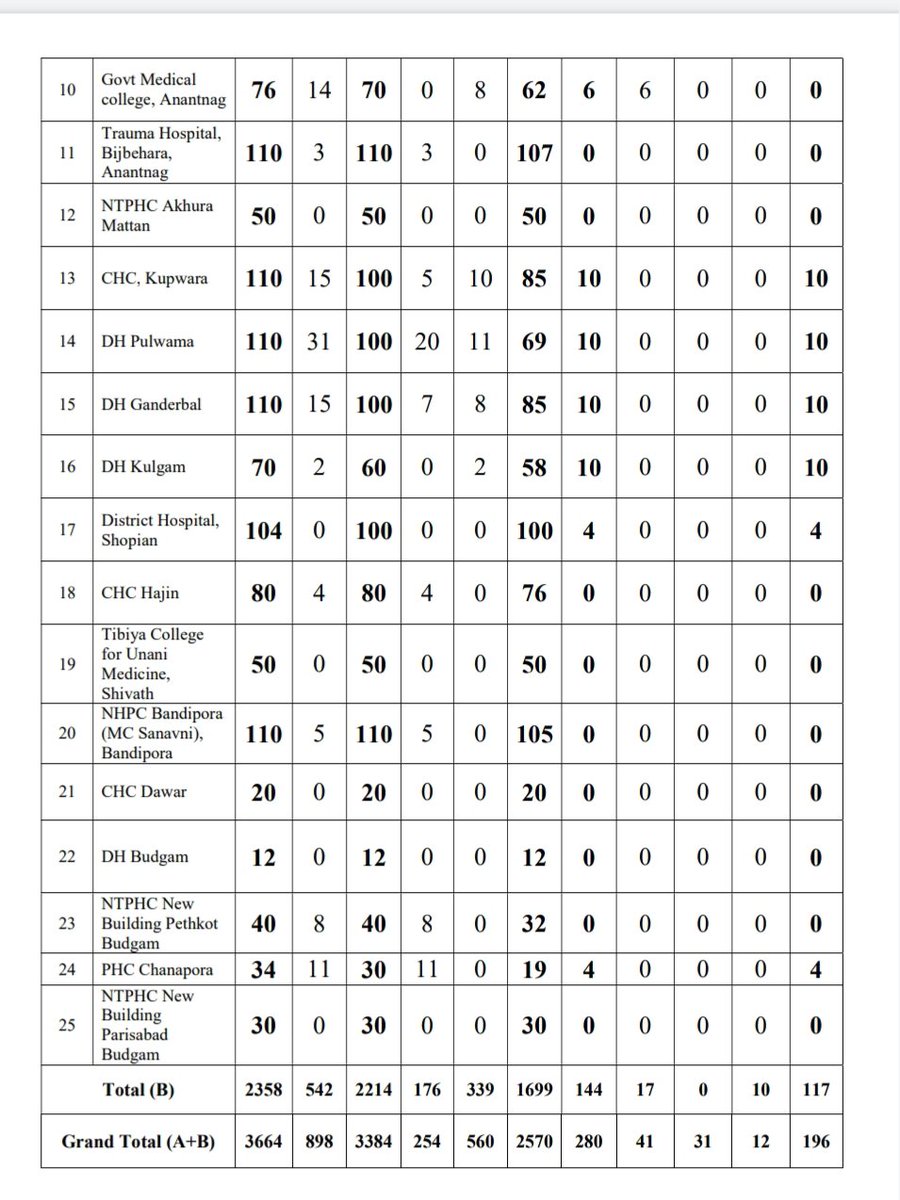 10 Govt Medical college, Anantnag 76 14 70 0 8 62 6 6 0 0 0
11 Trauma Hospital, Bijbehara, Anantnag 110 3 110 3 0 107 0 0 0 0 0
12 NTPHC Akhura Mattan 50 0 50 0 0 50 0 0 0 0 0
13 CHC, Kupwara 110 15 100 5 10 85 10 0 0 0 10
14 DH Pulwama 110 31 100 20 11 69 10 0 0 0 10
15 DH Ganderbal 110 15 100 7 8 85 10 0 0 0 10
16 DH Kulgam 70 2 60 0 2 58 10 0 0 0 10
17 District Hospital, Shopian 104 0 100 0 0 100 4 0 0 0 4
18 CHC Hajin 80 4 80 4 0 76 0 0 0 0 0
19 Tibiya College for Unani Medicine, Shivath 50 0 50 0 0 50 0 0 0 0 0
20 NHPC Bandipora (MC Sanavni), Bandipora 110 5 110 5 0 105 0 0 0 0 0
21 CHC Dawar 20 0 20 0 0 20 0 0 0 0 0
22 DH Budgam 12 0 12 0 0 12 0 0 0 0 0
23 NTPHC New Building Pethkot Budgam 40 8 40 8 0 32 0 0 0 0 0
24 PHC Chanapora 34 11 30 11 0 19 4 0 0 0 4
25 NTPHC New Building Parisabad Budgam 30 0 30 0 0 30 0 0 0 0 0
Total (B) 2358 542 2214 176 339 1699 144 17 0 10 117
Grand Total (A+B) 3664 898 3384 254 560 2570 280 41 31 12 196